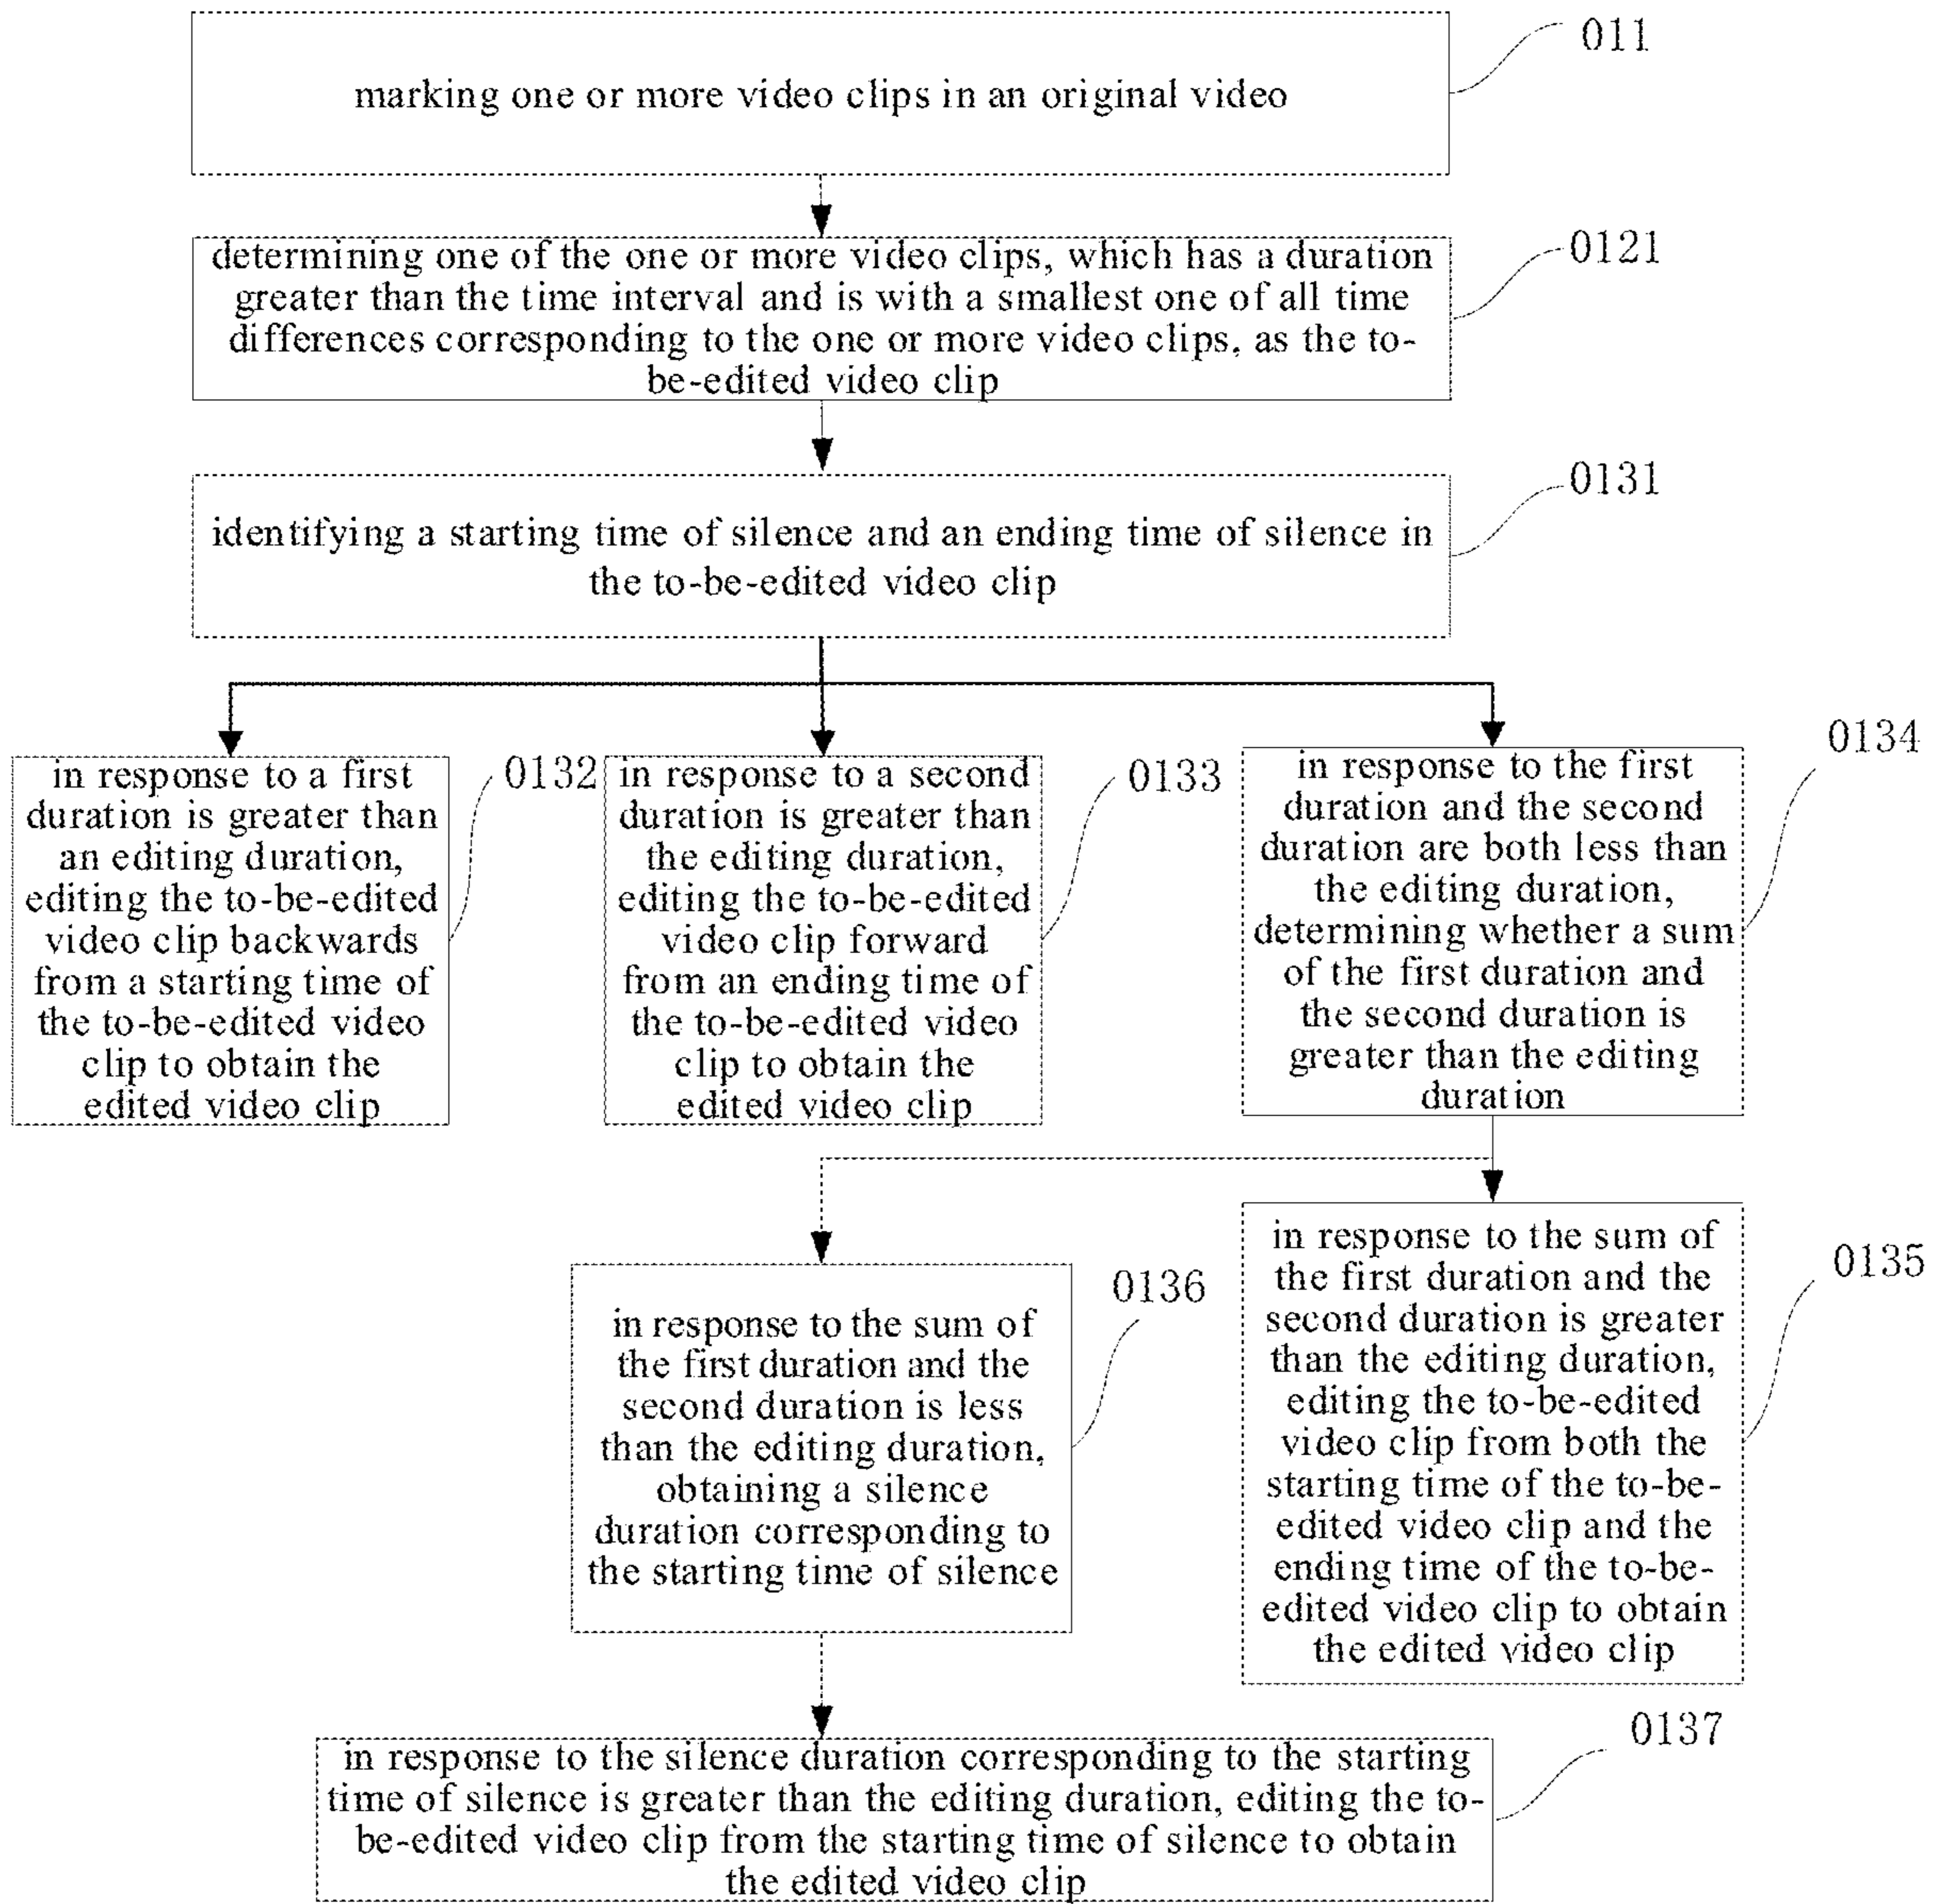 011
marking one or more video clips in an original video
0121
determining one of the one or more video clips, which has a duration
greater than the time interval and is with a smallest one of all time
differences corresponding to the one or more video clips, as the to-
be-edited video clip
0131
identifying a starting time of silence and an ending time of silence in
the to-be-edited video clip
0132
in response to a first
duration is greater than
an editing duration,
editing the to-be-edited
video clip backwards
from a starting time of
the to-be-edited video
clip to obtain the
edited video clip
0133
in response to a second
duration is greater than
the editing duration,
editing the to-be-edited
video clip forward
from an ending time of
the to-be-edited video
clip to obtain the
edited video clip
0134
in response to the first
duration and the second
duration are both less than
the editing duration,
determining whether a sum
of the first duration and
the second duration is
greater than the editing
duration
0136
in response to the sum of
the first duration and the
second duration is less
than the editing duration,
obtaining a silence
duration corresponding to
the starting time of silence
0135
in response to the sum of
the first duration and the
second duration is greater
than the editing duration,
editing the to-be-edited
video clip from both the
starting time of the to-be-
edited video clip and the
ending time of the to-be-
edited video clip to obtain
the edited video clip
0137
in response to the silence duration corresponding to the starting
time of silence is greater than the editing duration, editing the to-
be-edited video clip from the starting time of silence to obtain
the edited video clip